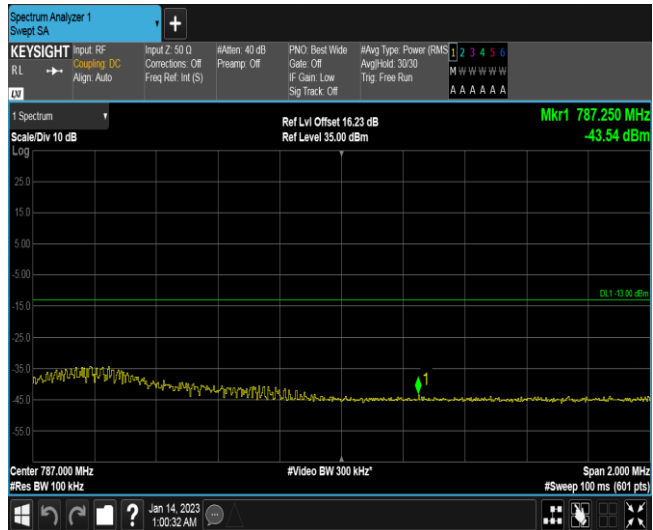 Spectrum Analyzer 1
Swept SA
+
KEYSIGHT
RL
LXI
Input: RF
Coupling: DC
Align: Auto
Input Z: 50 Ω
Corrections: Off
Freq Ref: Int (S)
#Atten: 40 dB
Preamp: Off
PNO: Best Wide
Gate: Off
IF Gain: Low
Sig Track: Off
#Avg Type: Power (RMS
Avg|Hold: 30/30
Trig: Free Run
1 2 3 4 5 6
M W W W W W
A A A A A A
1 Spectrum
Scale/Div 10 dB
Ref Lvl Offset 16.23 dB
Ref Level 35.00 dBm
Mkr1 787.250 MHz
-43.54 dBm
Log
25.0
15.0
5.00
-5.00
DL1 -13.00 dBm
-15.0
-25.0
-35.0
1
-45.0
-55.0
Center 787.000 MHz
#Res BW 100 kHz
#Video BW 300 kHz*
Span 2.000 MHz
#Sweep 100 ms (601 pts)
?
Jan 14, 2023
1:00:32 AM